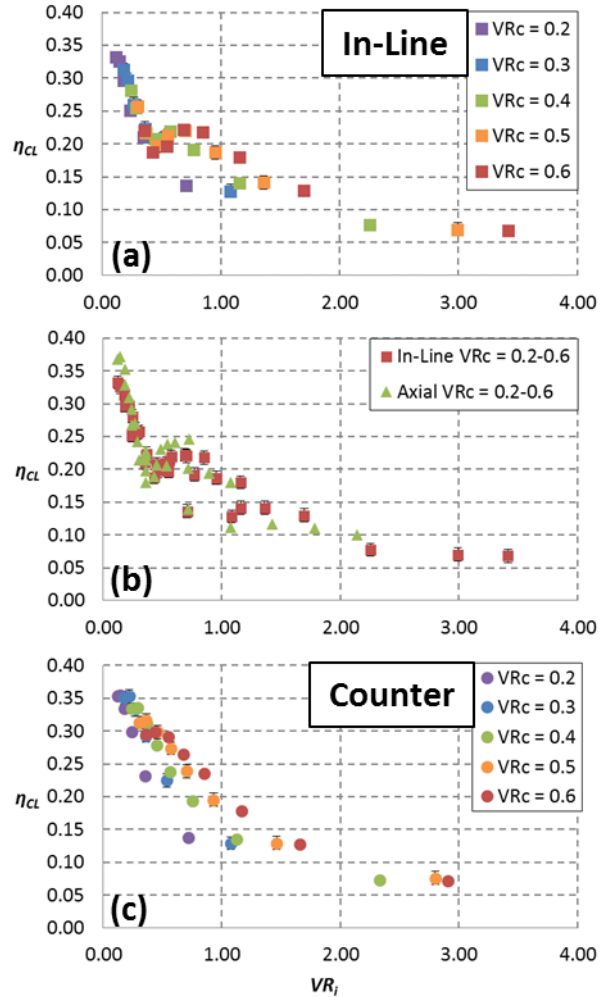 0.40
0.35
0.30
0.25
0.20
0.15
0.10
0.05
0.00
ηCL
In-Line
VRc = 0.2
VRc = 0.3
VRc = 0.4
VRc = 0.5
VRc = 0.6
(a)
0.00 1.00 2.00 3.00 4.00
0.40
0.35
0.30
0.25
0.20
0.15
0.10
0.05
0.00
ηCL
In-Line VRc = 0.2-0.6
Axial VRc = 0.2-0.6
(b)
0.00 1.00 2.00 3.00 4.00
0.40
0.35
0.30
0.25
0.20
0.15
0.10
0.05
0.00
ηCL
Counter
VRc = 0.2
VRc = 0.3
VRc = 0.4
VRc = 0.5
VRc = 0.6
(c)
0.00 1.00 2.00 3.00 4.00
VRi